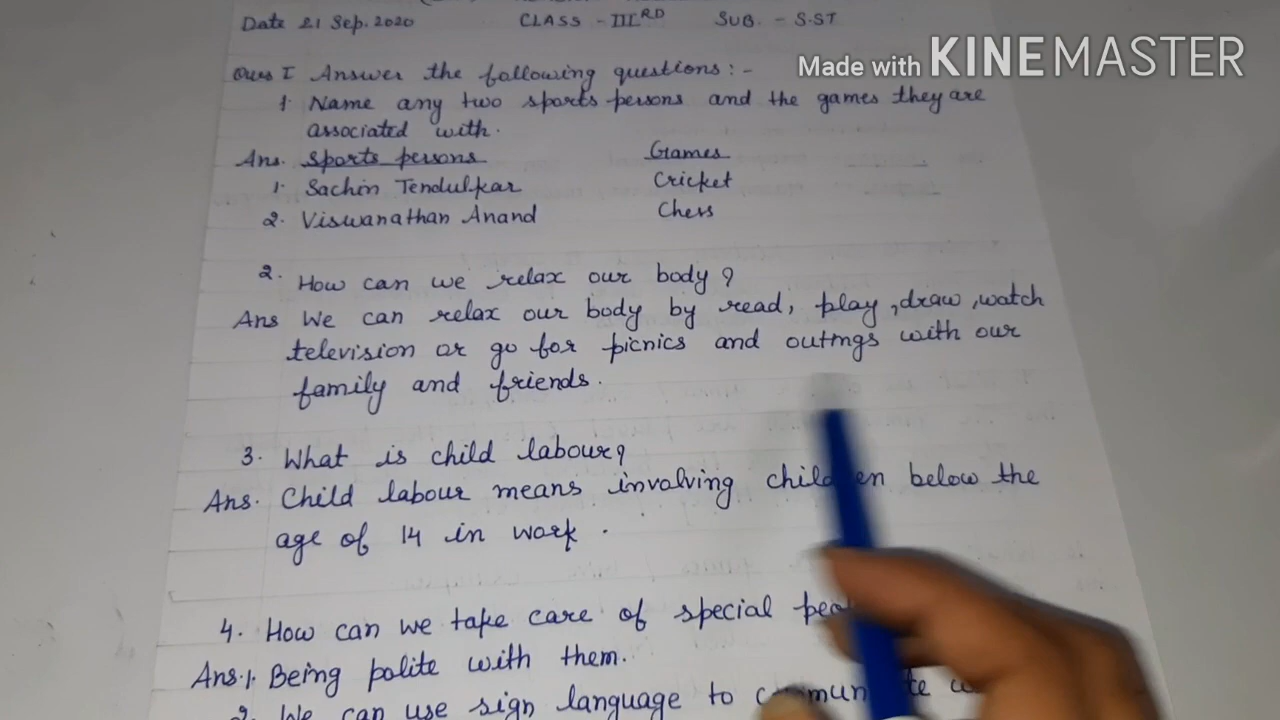 Date 21 Sep. 2020 CLASS - IIIRD SUB. - S.ST
Made with KINEMASTER
Ques I Answer the following questions :-
1. Name any two sports persons and the games they are
associated with.
Ans. Sports persons Games
1. Sachin Tendulkar Cricket
2. Viswanathan Anand Chess
2. How can we relax our body?
Ans We can relax our body by read, play, draw, watch
television or go for picnics and outings with our
family and friends.
3. What is child labour?
Ans. Child labour means involving children below the
age of 14 in work.
4. How can we take care of special
Ans.1. Being polite with them.
2. We can use sign language to